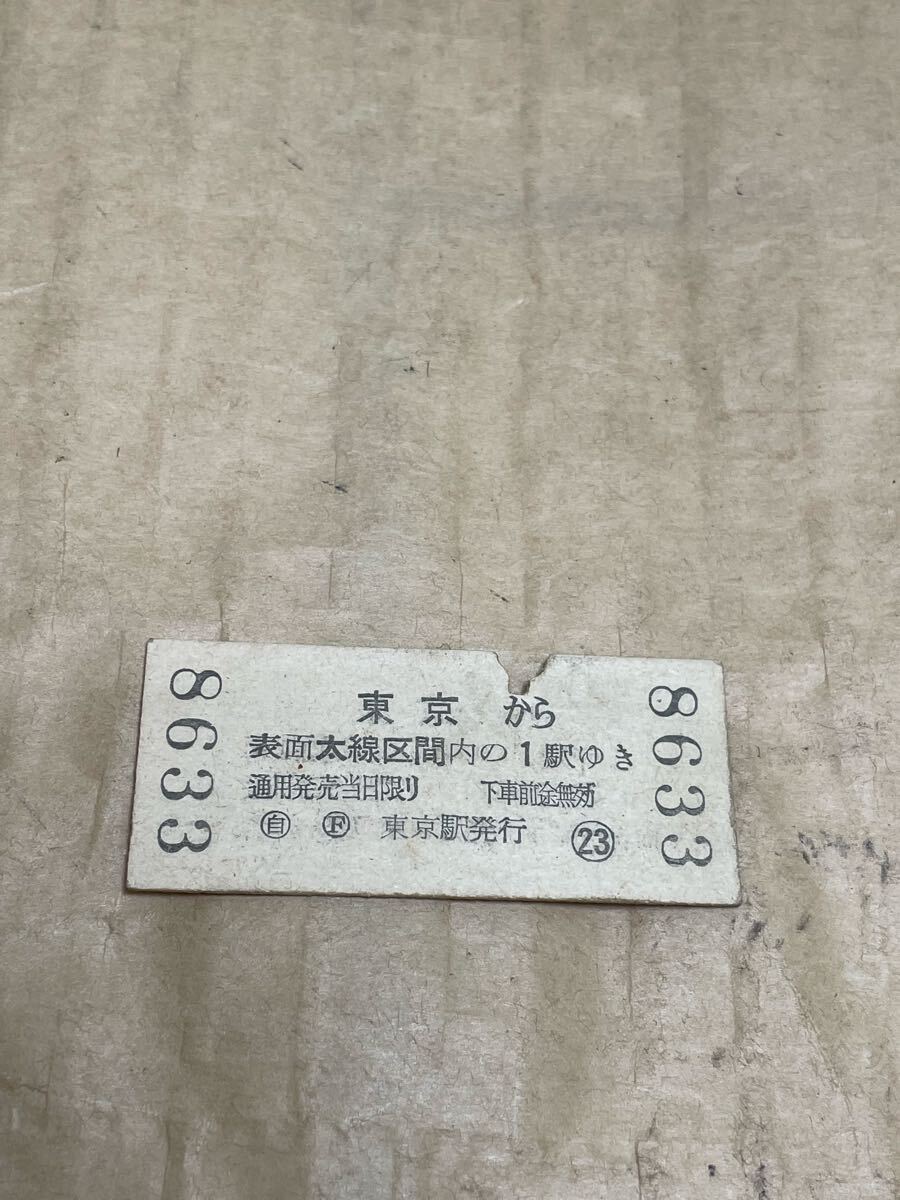 8633
東京 から
表面太線区間内の1駅ゆき
通用発売当日限り 下車前途無効
自 F 東京駅発行 23
8633